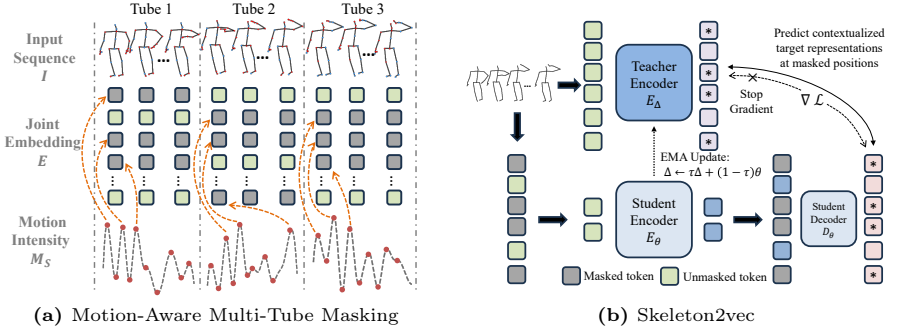 Tube 1
Tube 2
Tube 3
Input
Sequence
I
...
...
...
Joint
Embedding
E
Motion
Intensity
M_S
(a) Motion-Aware Multi-Tube Masking
Teacher
Encoder
E_Δ
*
*
*
*
Predict contextualized
target representations
at masked positions
Stop
Gradient
∇ ℒ
...
EMA Update:
Δ ← τΔ + (1 − τ)θ
Student
Encoder
E_θ
Student
Decoder
D_θ
*
*
*
*
*
*
Masked token
Unmasked token
(b) Skeleton2vec